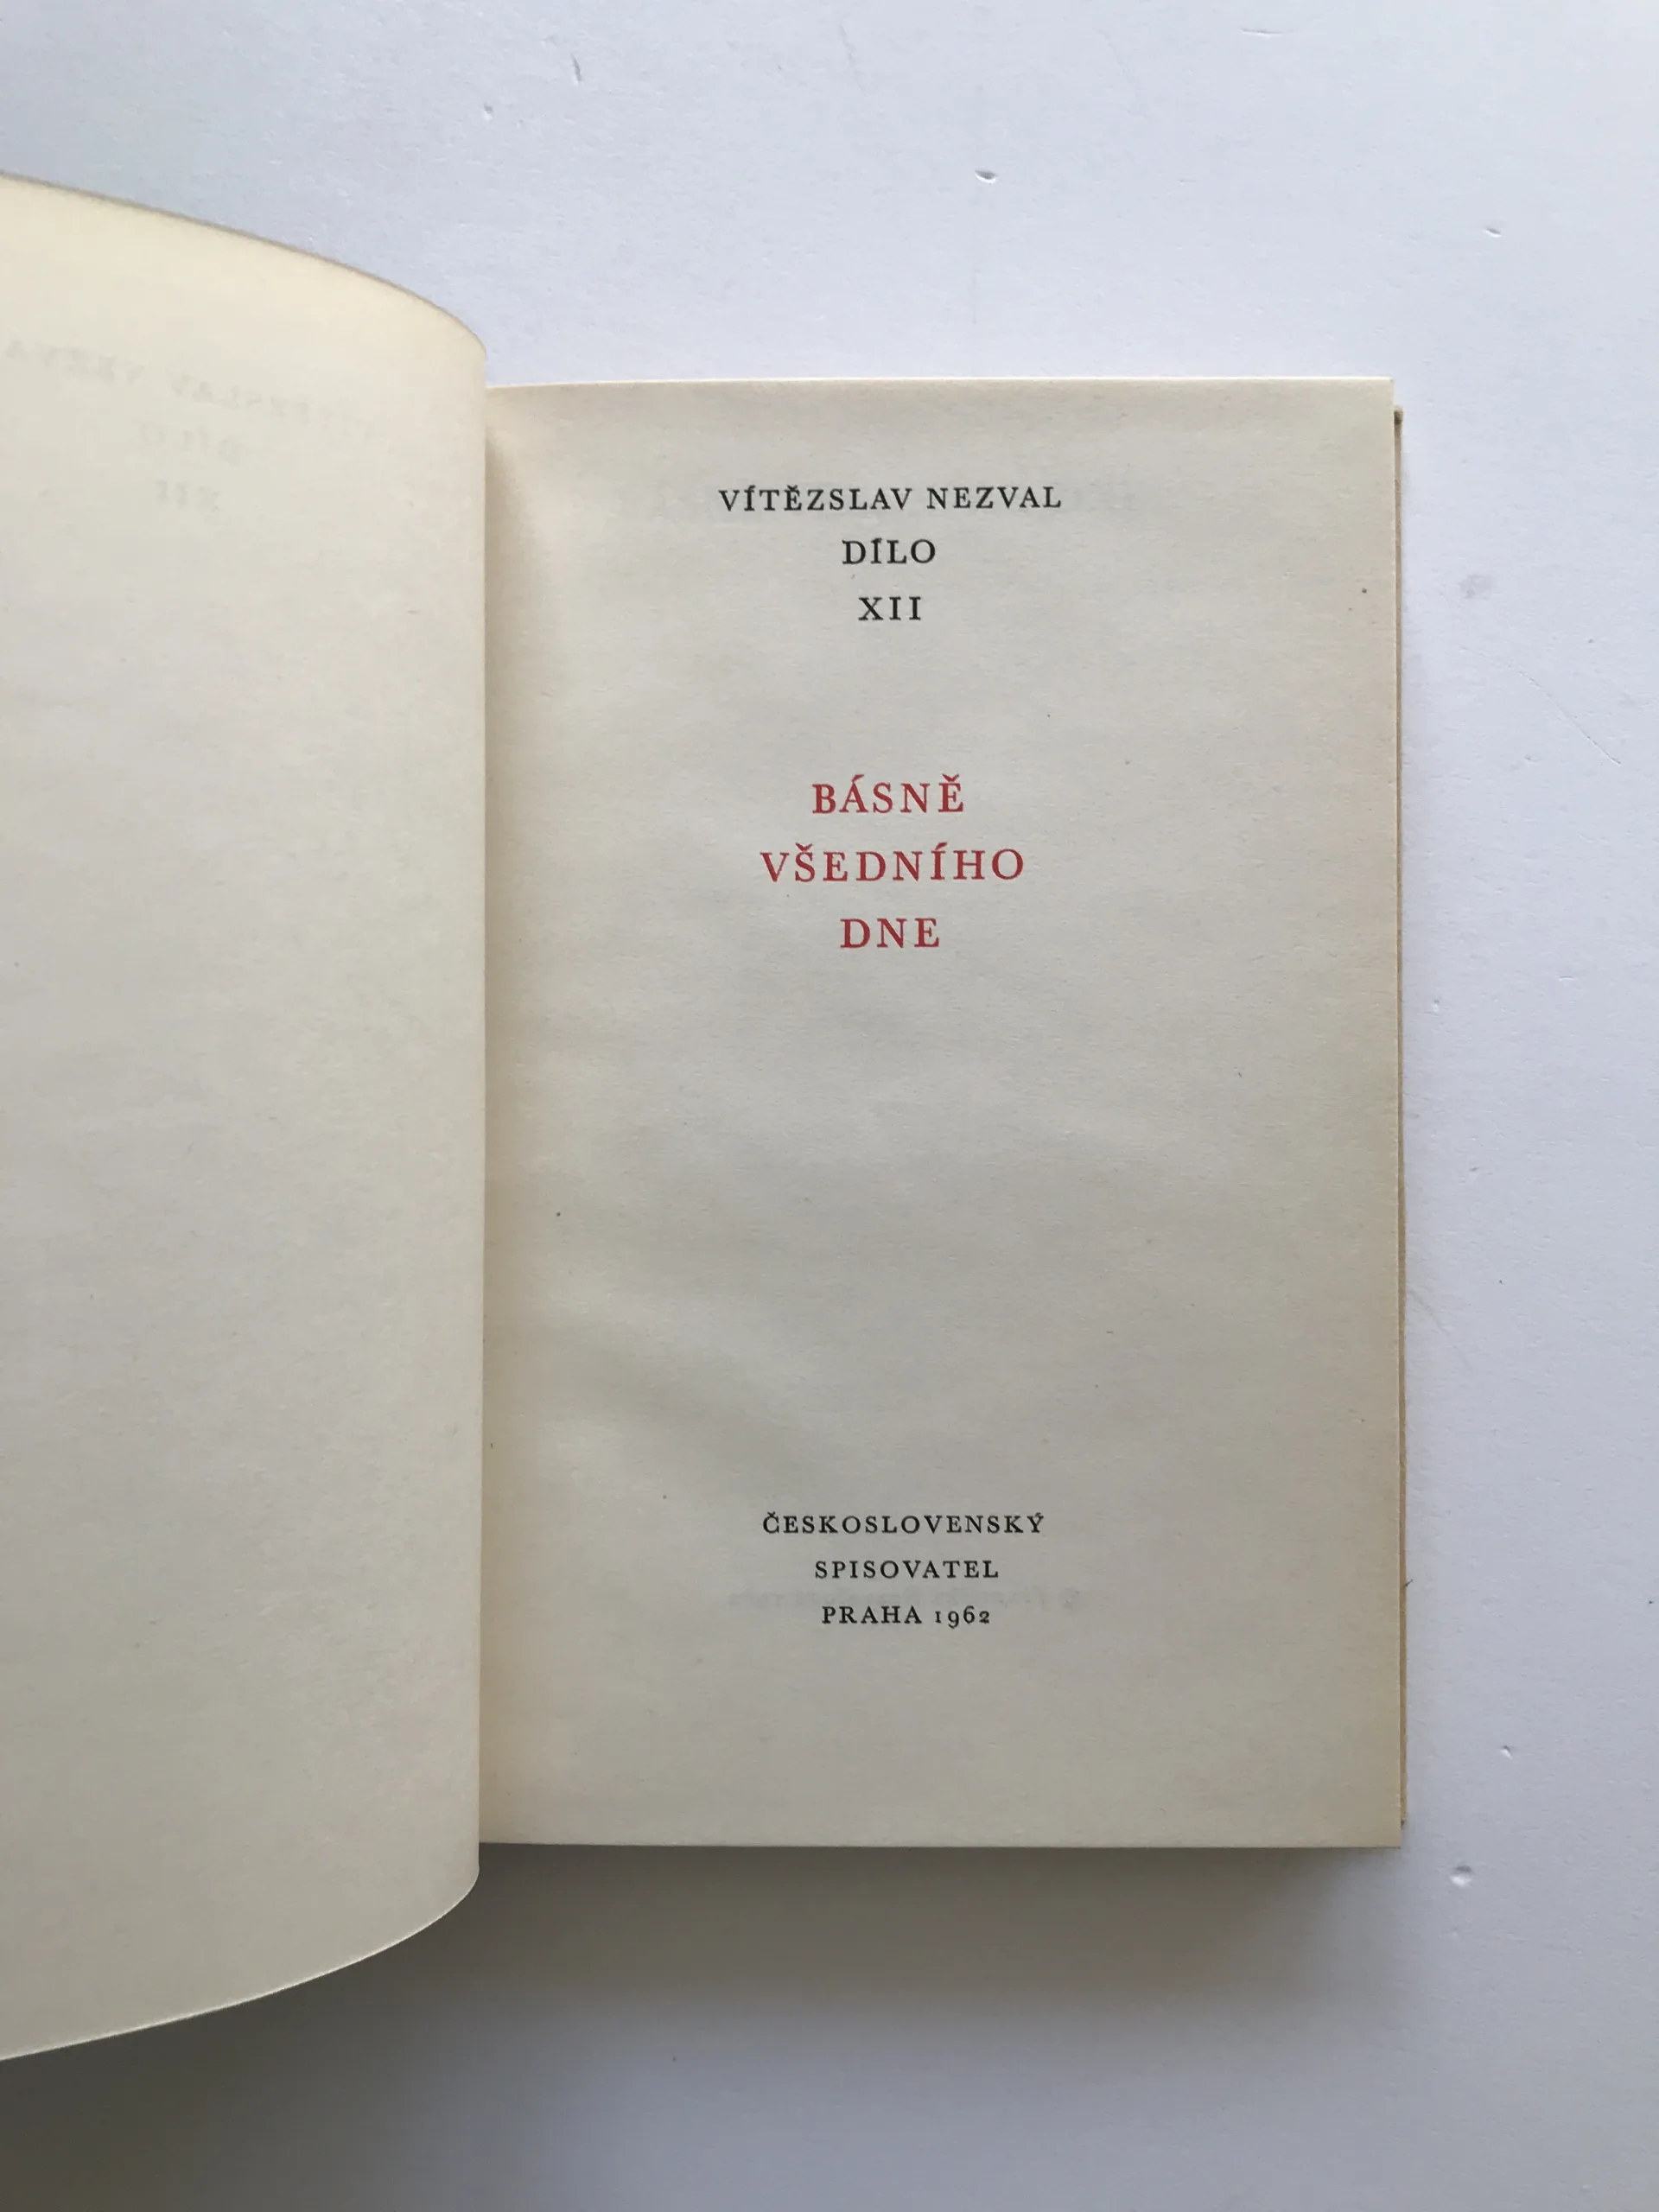 VÍTĚZSLAV NEZVAL
DÍLO
XII
BÁSNĚ
VŠEDNÍHO
DNE
ČESKOSLOVENSKÝ
SPISOVATEL
PRAHA 1962